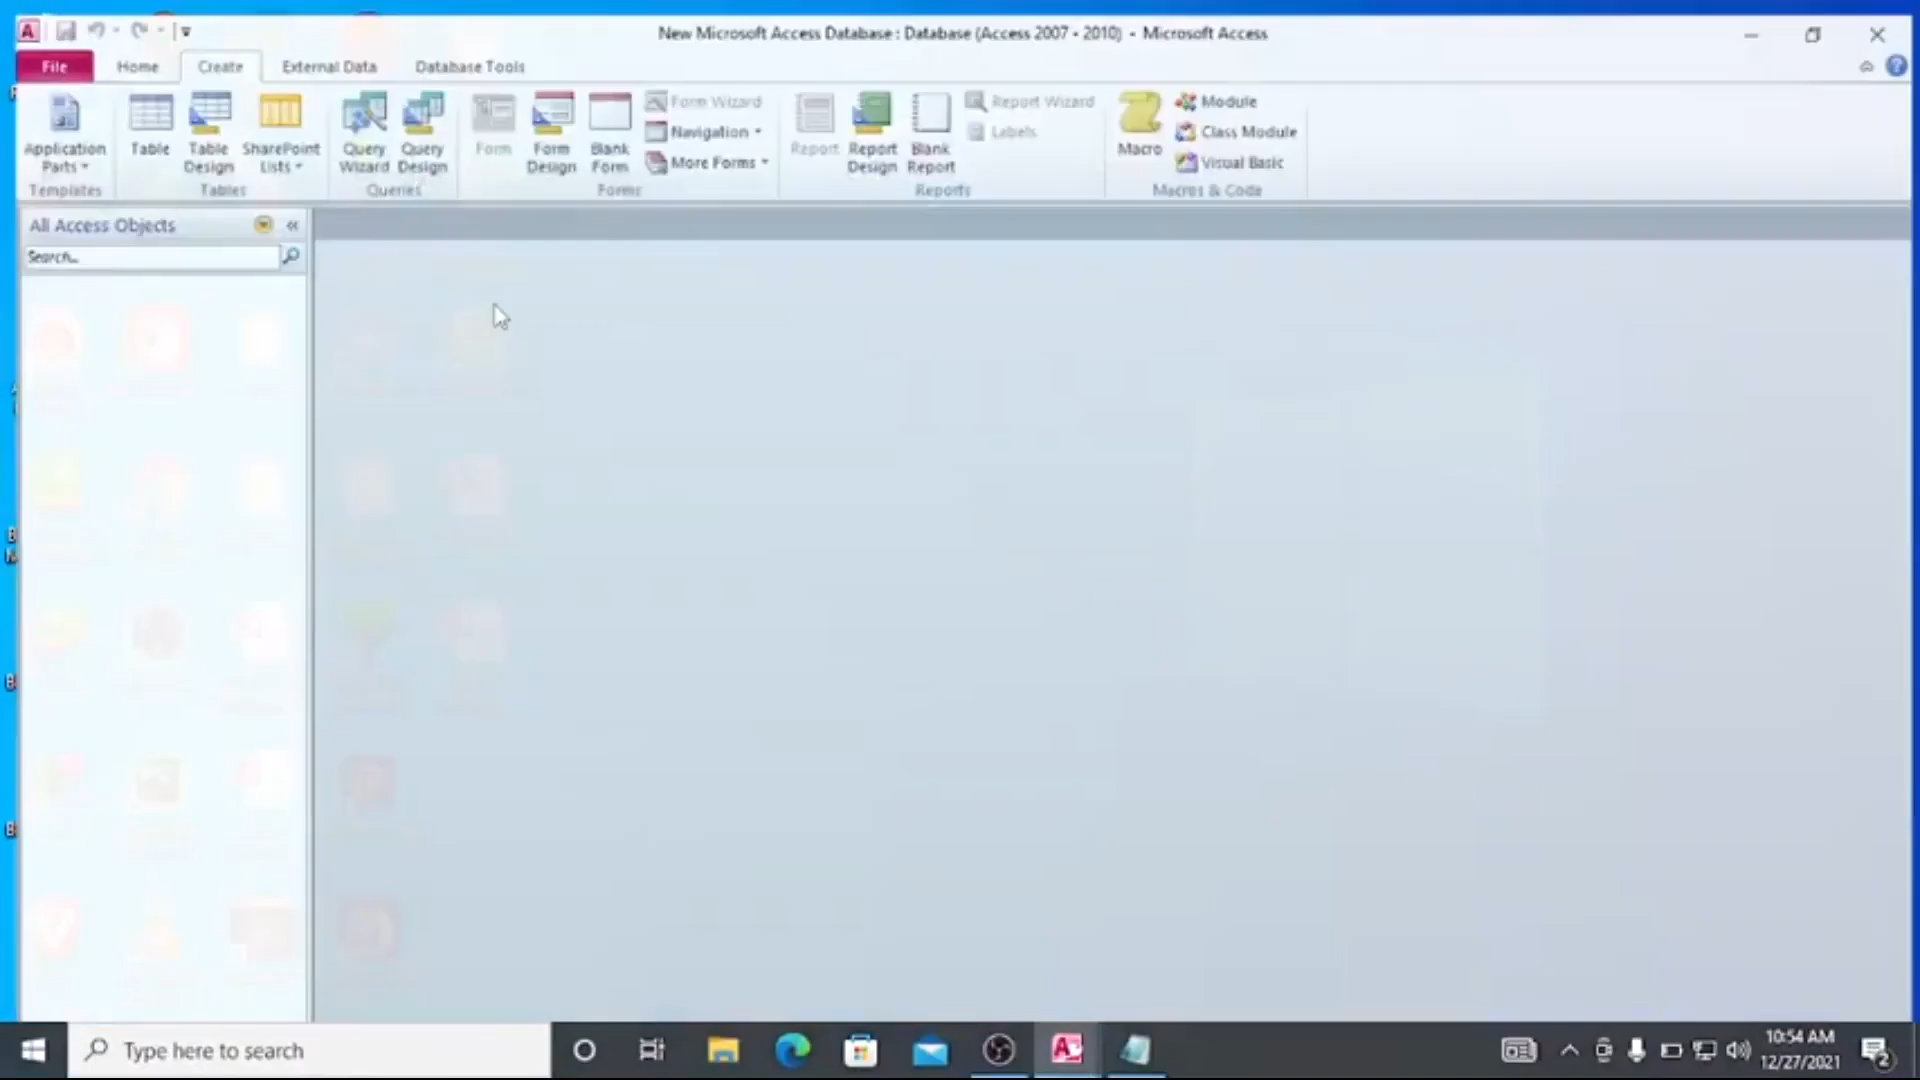 New Microsoft Access Database : Database (Access 2007 - 2010) - Microsoft Access
File Home Create External Data Database Tools
Application Parts
Table
Table Design
SharePoint Lists
Query Wizard
Query Design
Form
Form Design
Blank Form
Form Wizard
Navigation
More Forms
Report
Report Design
Blank Report
Report Wizard
Labels
Macro
Module
Class Module
Visual Basic
Templates Tables Queries Forms Reports Macros & Code
All Access Objects
Search...
Type here to search
10:54 AM
12/27/2021
2